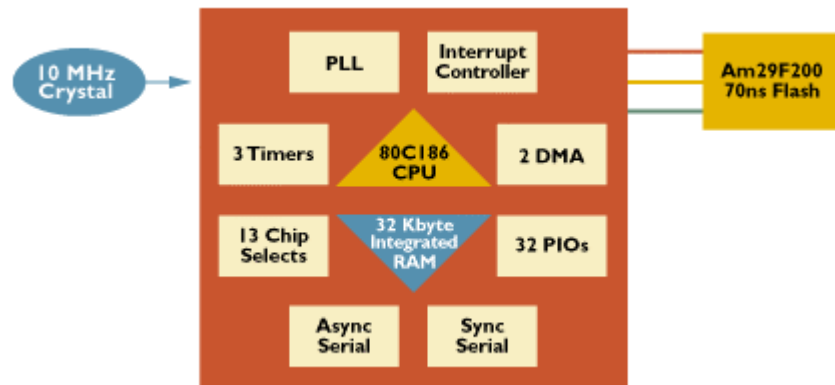 10 MHz
Crystal
PLL
Interrupt
Controller
Am29F200
70ns Flash
3 Timers
80C186
CPU
2 DMA
13 Chip
Selects
32 Kbyte
Integrated
RAM
32 PIOs
Async
Serial
Sync
Serial